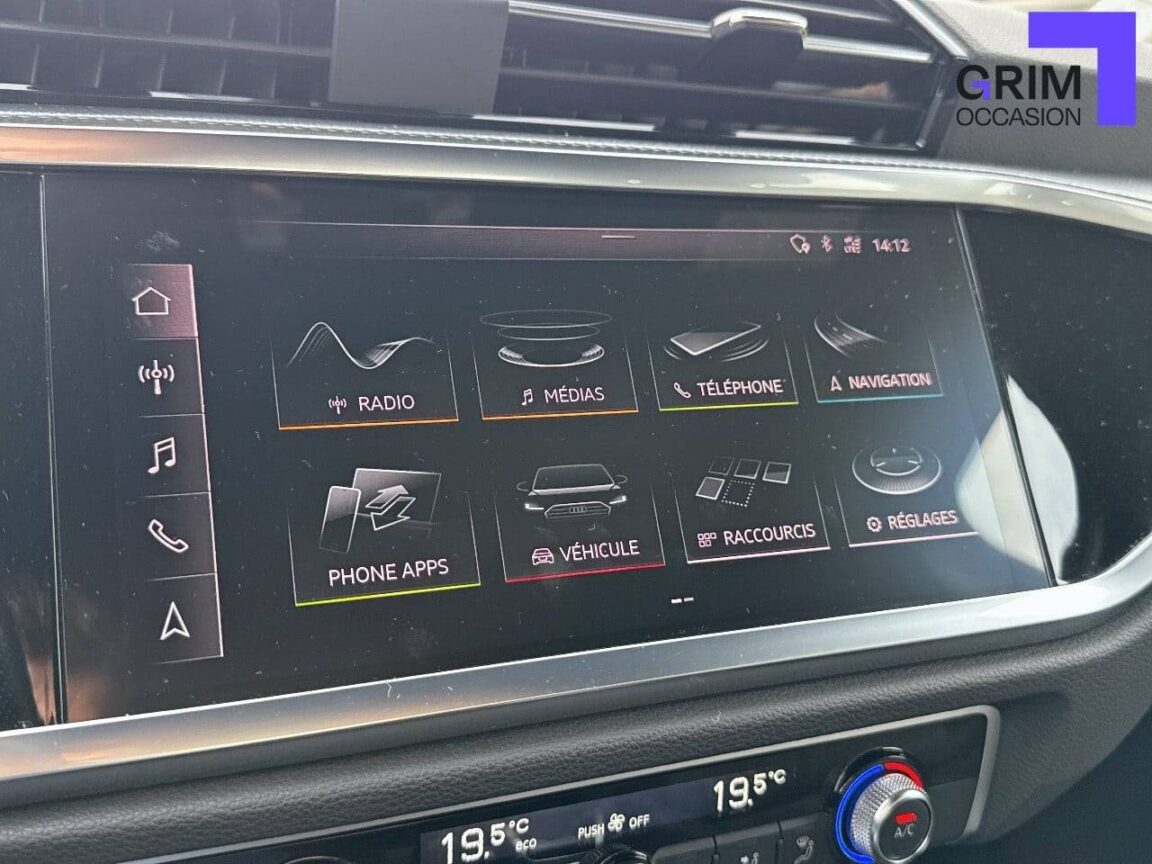 GRIM
OCCASION
14:12
RADIO
MÉDIAS
TÉLÉPHONE
NAVIGATION
PHONE APPS
VÉHICULE
RACCOURCIS
RÉGLAGES
19.5°C
eco
PUSH OFF
19.5°C
A/C